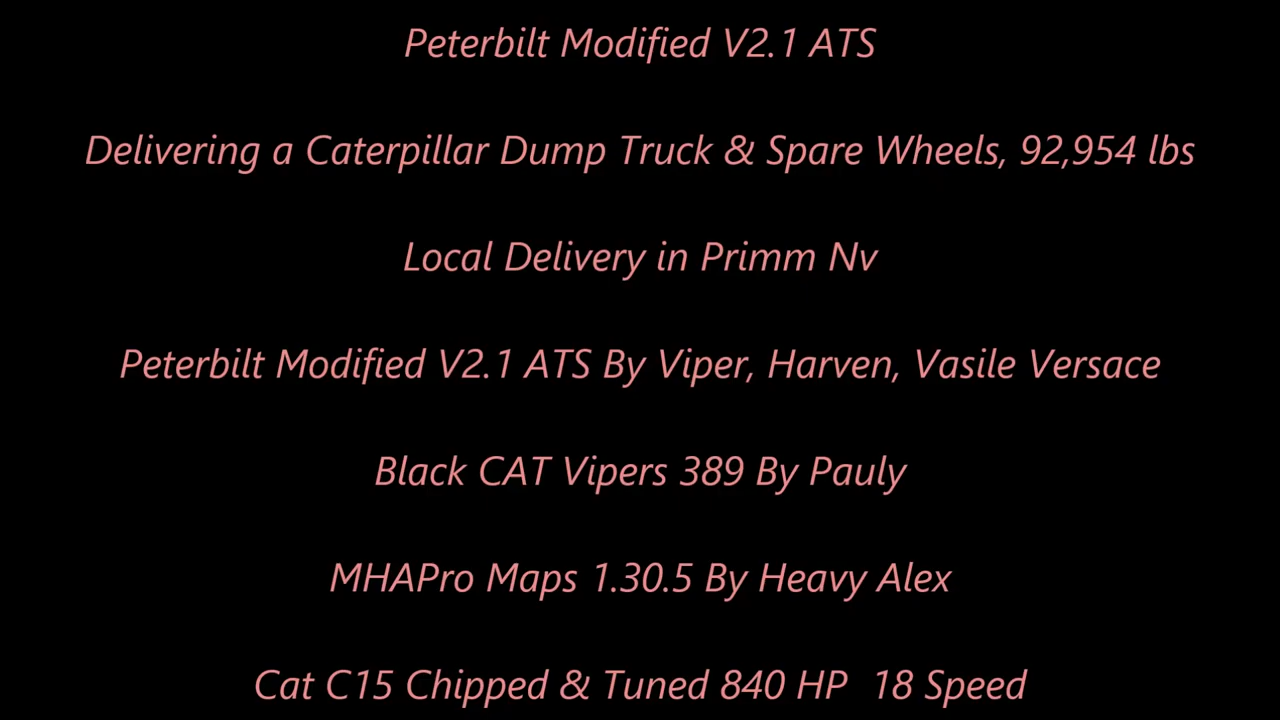 Peterbilt Modified V2.1 ATS
Delivering a Caterpillar Dump Truck & Spare Wheels, 92,954 lbs
Local Delivery in Primm Nv
Peterbilt Modified V2.1 ATS By Viper, Harven, Vasile Versace
Black CAT Vipers 389 By Pauly
MHAPro Maps 1.30.5 By Heavy Alex
Cat C15 Chipped & Tuned 840 HP  18 Speed